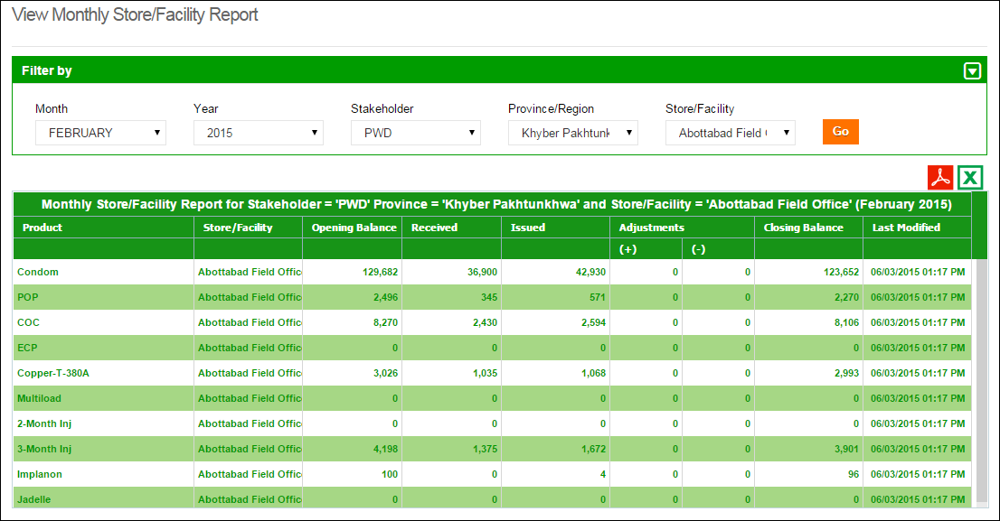 View Monthly Store/Facility Report
Filter by
Month Year Stakeholder Province/Region Store/Facility
FEBRUARY 2015 PWD Khyber Pakhtunk Abottabad Field Go
Monthly Store/Facility Report for Stakeholder = 'PWD' Province = 'Khyber Pakhtunkhwa' and Store/Facility = 'Abottabad Field Office' (February 2015)
Product Store/Facility Opening Balance Received Issued Adjustments Closing Balance Last Modified
(+) (-)
Condom Abottabad Field Offic 129,682 36,900 42,930 0 0 123,652 06/03/2015 01:17 PM
POP Abottabad Field Offic 2,496 345 571 0 0 2,270 06/03/2015 01:17 PM
COC Abottabad Field Offic 8,270 2,430 2,594 0 0 8,106 06/03/2015 01:17 PM
ECP Abottabad Field Offic 0 0 0 0 0 0 06/03/2015 01:17 PM
Copper-T-380A Abottabad Field Offic 3,026 1,035 1,068 0 0 2,993 06/03/2015 01:17 PM
Multiload Abottabad Field Offic 0 0 0 0 0 0 06/03/2015 01:17 PM
2-Month Inj Abottabad Field Offic 0 0 0 0 0 0 06/03/2015 01:17 PM
3-Month Inj Abottabad Field Offic 4,198 1,375 1,672 0 0 3,901 06/03/2015 01:17 PM
Implanon Abottabad Field Offic 100 0 4 0 0 96 06/03/2015 01:17 PM
Jadelle Abottabad Field Offic 0 0 0 0 0 0 06/03/2015 01:17 PM